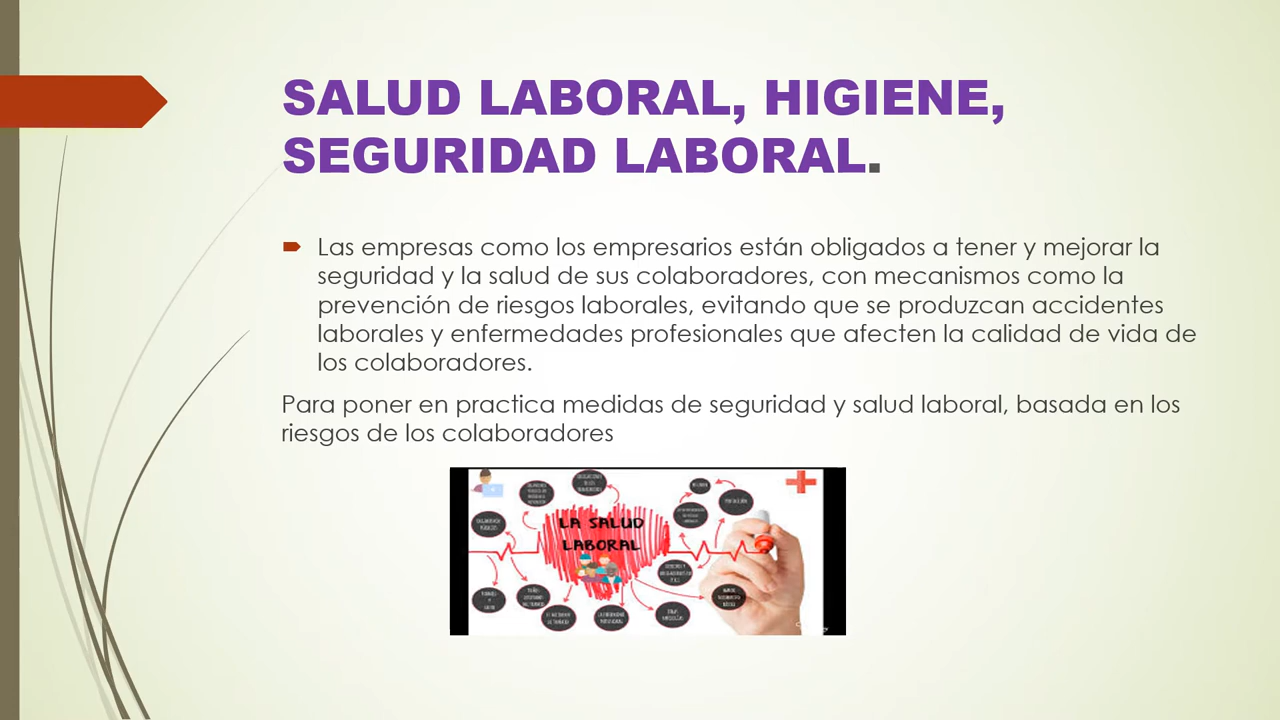 SALUD LABORAL, HIGIENE,
SEGURIDAD LABORAL.
Las empresas como los empresarios están obligados a tener y mejorar la
seguridad y la salud de sus colaboradores, con mecanismos como la
prevención de riesgos laborales, evitando que se produzcan accidentes
laborales y enfermedades profesionales que afecten la calidad de vida de
los colaboradores.
Para poner en practica medidas de seguridad y salud laboral, basada en los
riesgos de los colaboradores
LA SALUD
LABORAL